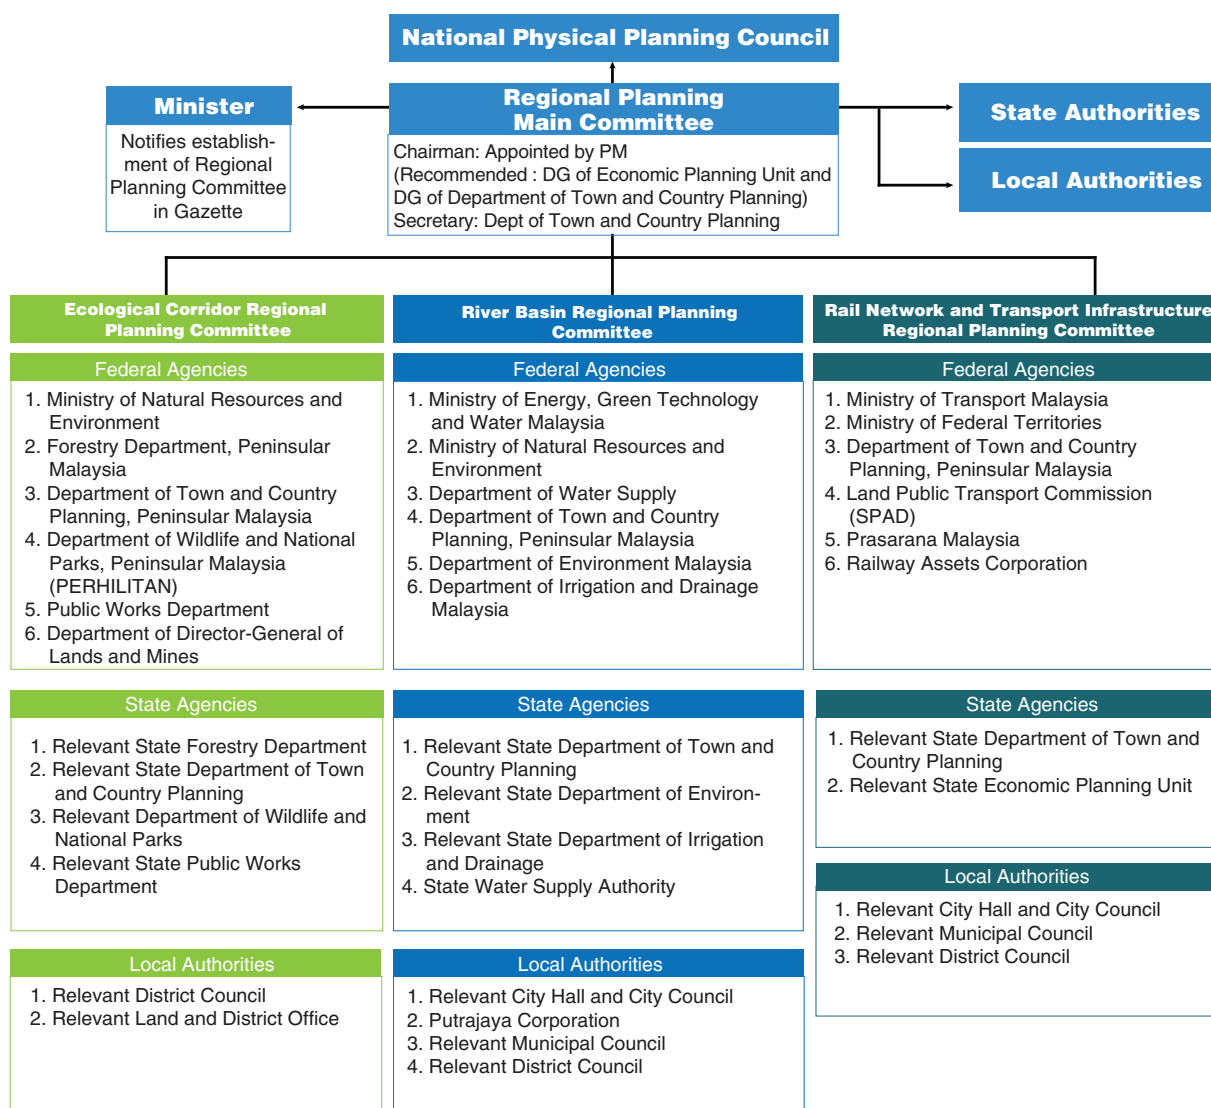 National Physical Planning Council
Minister
Notifies establish-
ment of Regional
Planning Committee
in Gazette
Regional Planning
Main Committee
Chairman: Appointed by PM
(Recommended : DG of Economic Planning Unit and
DG of Department of Town and Country Planning)
Secretary: Dept of Town and Country Planning
State Authorities
Local Authorities
Ecological Corridor Regional
Planning Committee
Federal Agencies
1. Ministry of Natural Resources and
Environment
2. Forestry Department, Peninsular
Malaysia
3. Department of Town and Country
Planning, Peninsular Malaysia
4. Department of Wildlife and National
Parks, Peninsular Malaysia
(PERHILITAN)
5. Public Works Department
6. Department of Director-General of
Lands and Mines
State Agencies
1. Relevant State Forestry Department
2. Relevant State Department of Town
and Country Planning
3. Relevant Department of Wildlife and
National Parks
4. Relevant State Public Works
Department
Local Authorities
1. Relevant District Council
2. Relevant Land and District Office
River Basin Regional Planning
Committee
Federal Agencies
1. Ministry of Energy, Green Technology
and Water Malaysia
2. Ministry of Natural Resources and
Environment
3. Department of Water Supply
4. Department of Town and Country
Planning, Peninsular Malaysia
5. Department of Environment Malaysia
6. Department of Irrigation and Drainage
Malaysia
State Agencies
1. Relevant State Department of Town and
Country Planning
2. Relevant State Department of Environ-
ment
3. Relevant State Department of Irrigation
and Drainage
4. State Water Supply Authority
Local Authorities
1. Relevant City Hall and City Council
2. Putrajaya Corporation
3. Relevant Municipal Council
4. Relevant District Council
Rail Network and Transport Infrastructure
Regional Planning Committee
Federal Agencies
1. Ministry of Transport Malaysia
2. Ministry of Federal Territories
3. Department of Town and Country
Planning, Peninsular Malaysia
4. Land Public Transport Commission
(SPAD)
5. Prasarana Malaysia
6. Railway Assets Corporation
State Agencies
1. Relevant State Department of Town and
Country Planning
2. Relevant State Economic Planning Unit
Local Authorities
1. Relevant City Hall and City Council
2. Relevant Municipal Council
3. Relevant District Council